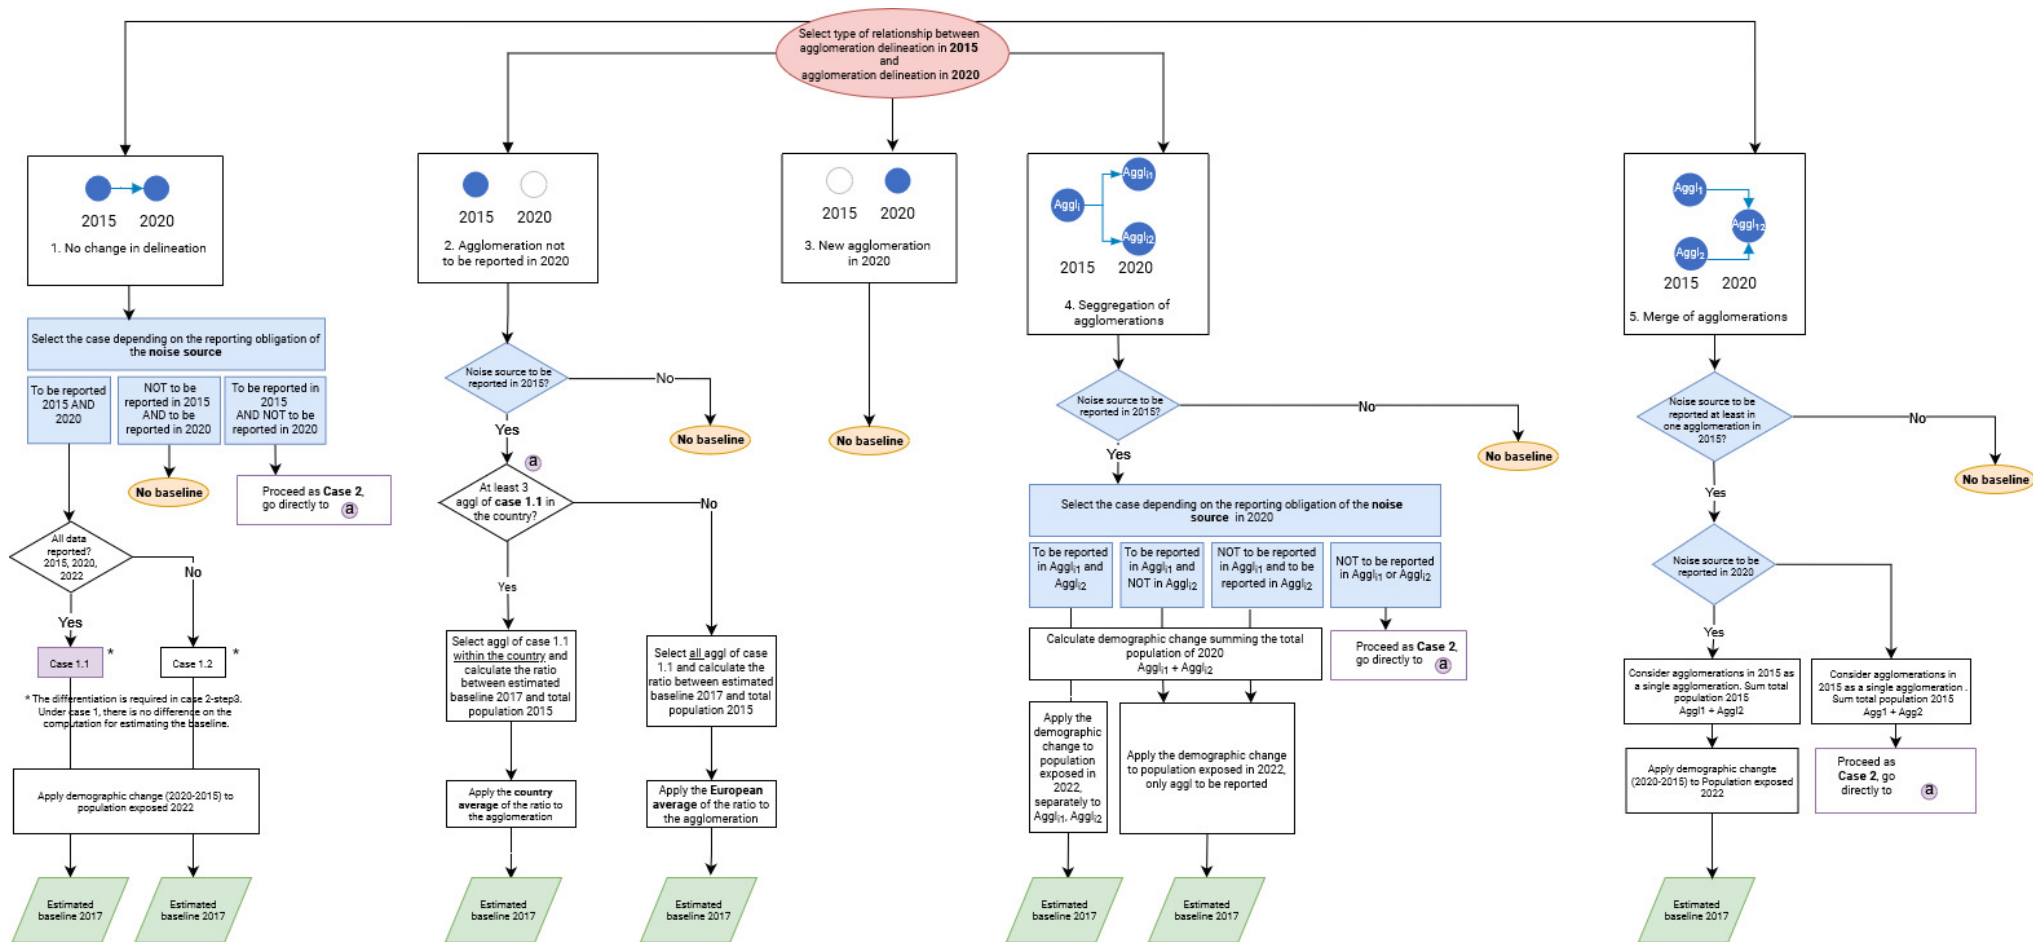 Select type of relationship between
agglomeration delineation in 2015
and
agglomeration delineation in 2020
2015 2020
1. No change in delineation
Select the case depending on the reporting obligation of
the noise source
To be reported
2015 AND
2020
NOT to be
reported in 2015
AND to be
reported in 2020
To be reported in
2015
AND NOT to be
reported in 2020
No baseline
Proceed as Case 2,
go directly to a
All data
reported?
2015, 2020,
2022
No
Yes
Case 1.1
*
Case 1.2
*
* The differentiation is required in case 2-step3.
Under case 1, there is no difference on the
computation for estimating the baseline.
Apply demographic change (2020-2015) to
population exposed 2022
Estimated
baseline 2017
Estimated
baseline 2017
2015 2020
2. Agglomeration not
to be reported in 2020
Noise source to be
reported in 2015?
No
No baseline
Yes
a
At least 3
aggl of case 1.1 in
the country?
No
Yes
Select aggl of case 1.1
within the country and
calculate the ratio
between estimated
baseline 2017 and total
population 2015
Select all aggl of case
1.1 and calculate the
ratio between estimated
baseline 2017 and total
population 2015
Apply the country
average of the ratio to
the agglomeration
Apply the European
average of the ratio to
the agglomeration
Estimated
baseline 2017
Estimated
baseline 2017
2015 2020
3. New agglomeration
in 2020
No baseline
Aggli
Aggli1
Aggli2
2015 2020
4. Seggregation of
agglomerations
Noise source to be
reported in 2015?
No
No baseline
Yes
Select the case depending on the reporting obligation of the noise
source in 2020
To be reported
in Aggli1 and
Aggli2
To be reported
in Aggli1 and
NOT in Aggli2
NOT to be reported
in Aggli1 and to be
reported in Aggli2
NOT to be reported
in Aggli1 or Aggli2
Calculate demographic change summing the total
population of 2020
Aggli1 + Aggli2
Proceed as Case 2,
go directly to a
Apply the
demographic
change to
population
exposed in
2022,
separately to
Aggli1, Aggli2
Apply the demographic change
to population exposed in 2022,
only aggl to be reported
Estimated
baseline 2017
Estimated
baseline 2017
Aggl1
Aggl12
Aggl2
2015 2020
5. Merge of agglomerations
Noise source to be
reported at least in
one agglomeration in
2015?
No
No baseline
Yes
Noise source to be
reported in 2020
Yes
Consider agglomerations in 2015 as
a single agglomeration. Sum total
population 2015
Aggl1 + Aggl2
Consider agglomerations in
2015 as a single agglomeration .
Sum total population 2015
Agg1 + Agg2
Apply demographic changte
(2020-2015) to Population exposed
2022
Proceed as
Case 2, go
directly to a
Estimated
baseline 2017